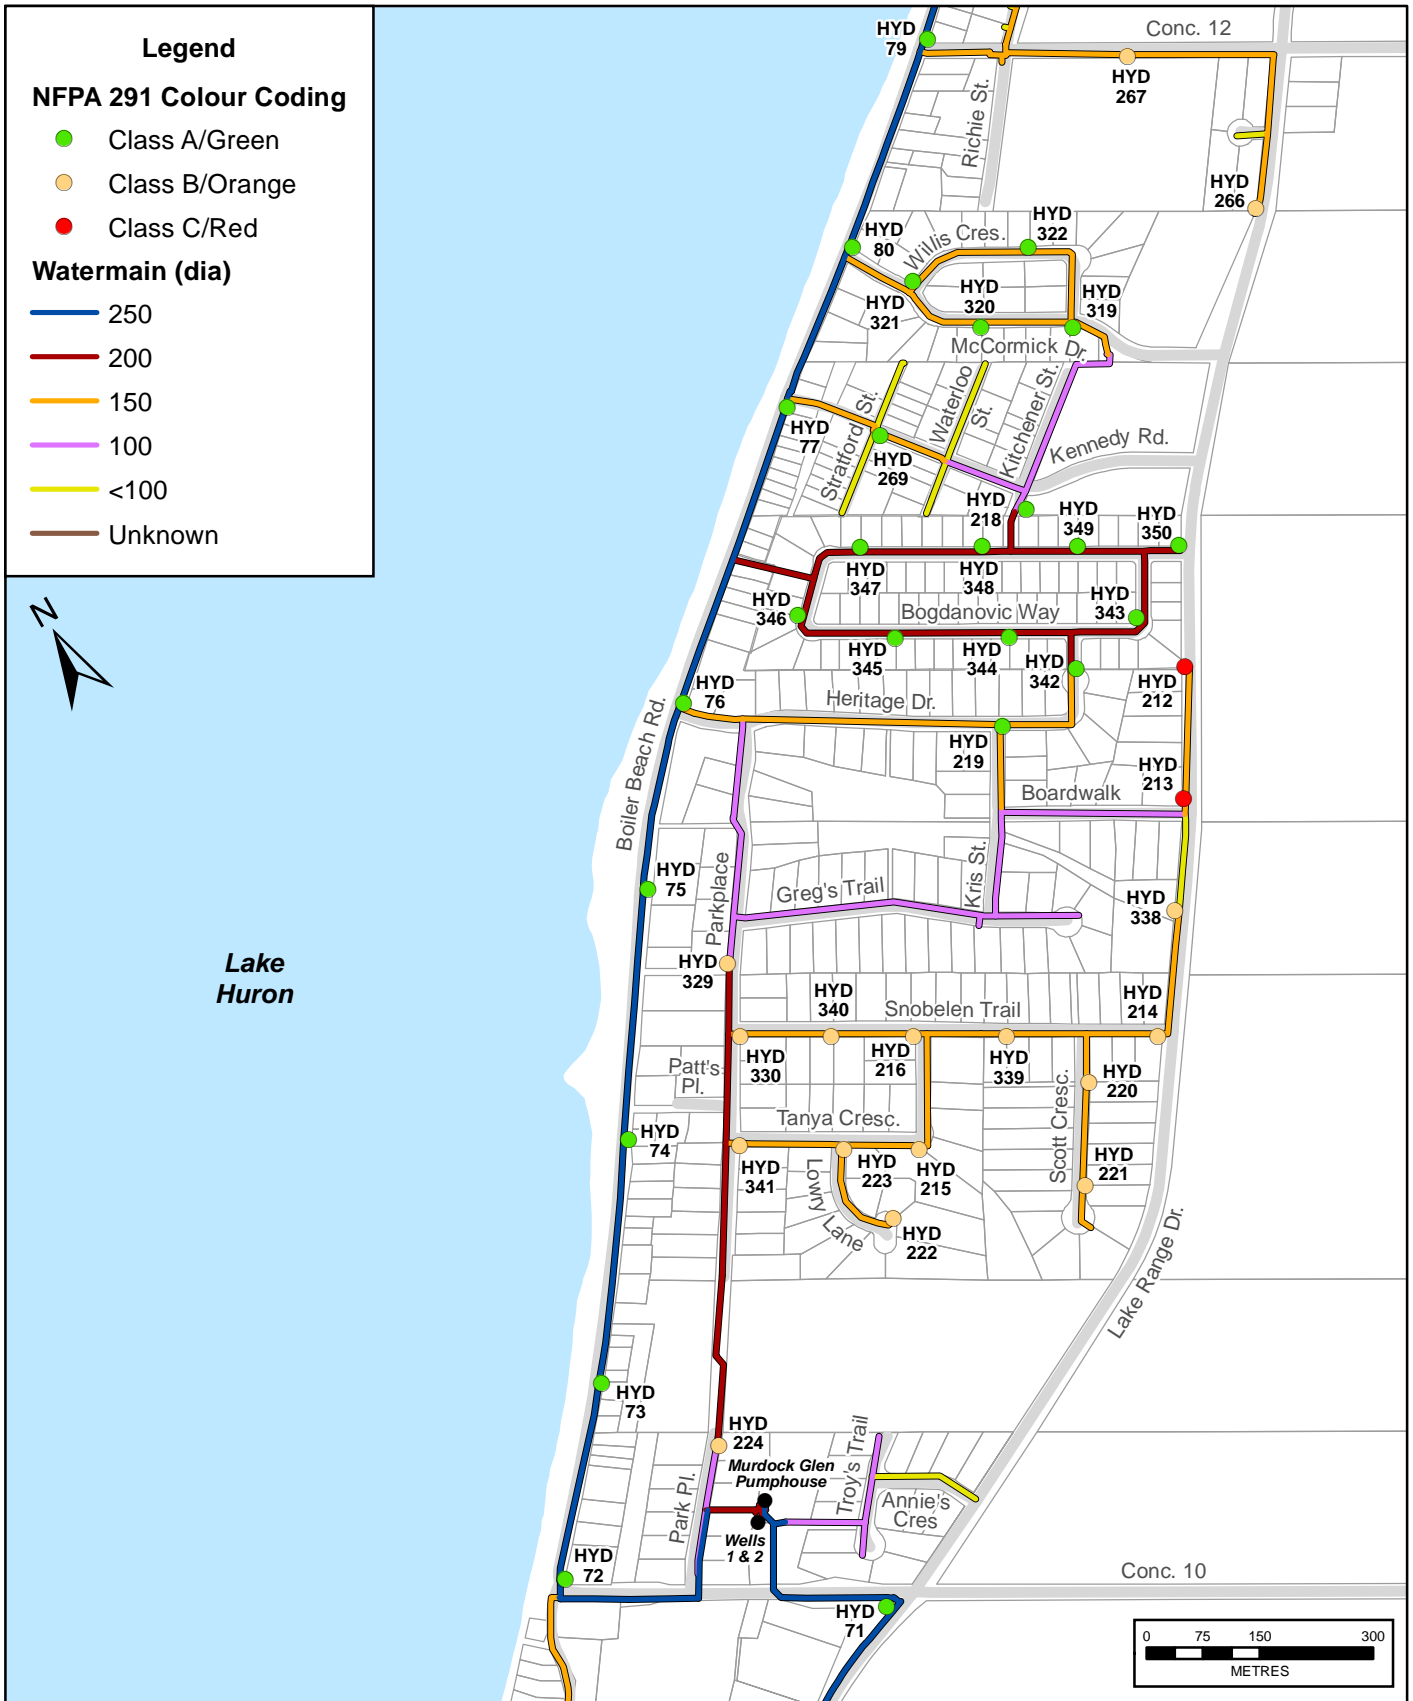 Legend
NFPA 291 Colour Coding
Class A/Green
Class B/Orange
Class C/Red
Watermain (dia)
250
200
150
100
<100
Unknown
N
Lake
Huron
HYD
79
Conc. 12
HYD
267
Richie St.
HYD
266
HYD
80
Willis Cres.
HYD
322
HYD
321
HYD
320
HYD
319
McCormick Dr.
HYD
77
Stratford St.
HYD
269
Waterloo
St.
Kitchener St.
Kennedy Rd.
HYD
218
HYD
349
HYD
350
HYD
347
HYD
348
HYD
346
Bogdanovic Way
HYD
343
HYD
345
HYD
344
HYD
342
HYD
212
HYD
76
Heritage Dr.
HYD
219
HYD
213
Boiler Beach Rd.
Boardwalk
HYD
75
Parkplace
Greg's Trail
Kris St.
HYD
338
HYD
329
HYD
340
Snobelen Trail
HYD
214
HYD
330
HYD
216
HYD
339
Patt's
Pl.
HYD
220
Tanya Cresc.
Scott Cresc.
HYD
74
HYD
341
HYD
223
HYD
215
HYD
221
Lowry Lane
HYD
222
Lake Range Dr.
HYD
73
HYD
224
Murdock Glen
Pumphouse
Troy's Trail
Park Pl.
Annie's
Cres
Wells
1 & 2
HYD
72
Conc. 10
HYD
71
0 75 150 300
METRES